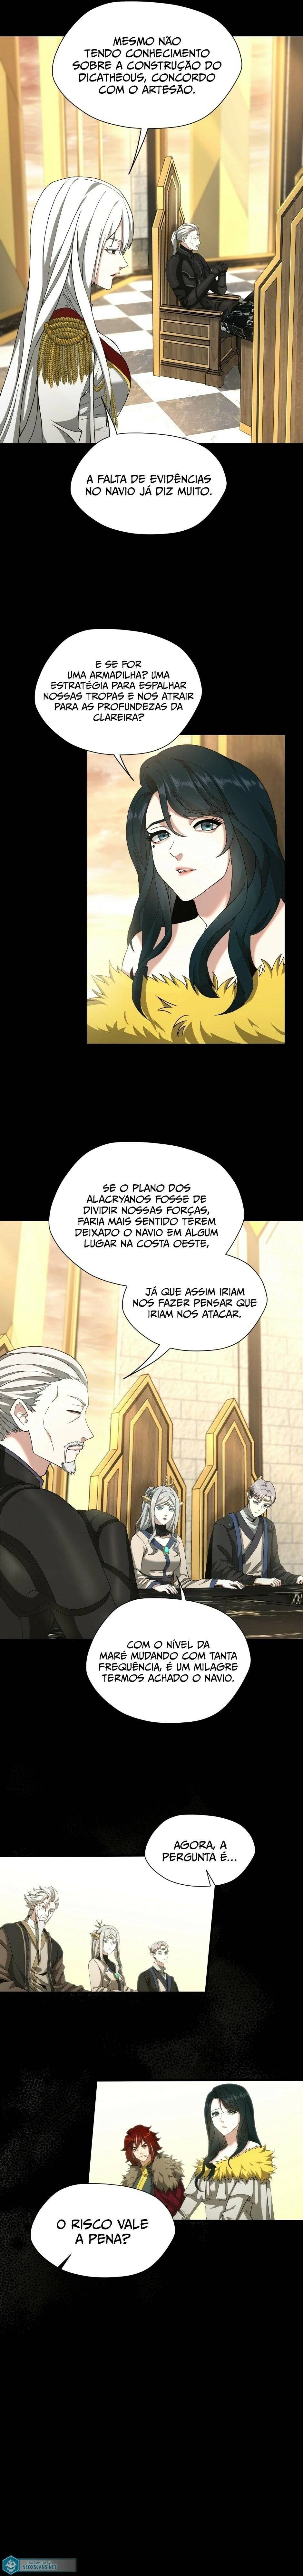 MESMO NÃO
TENDO CONHECIMENTO
SOBRE A CONSTRUÇÃO DO
DICATHEOUS, CONCORDO
COM O ARTESÃO.
A FALTA DE EVIDÊNCIAS
NO NAVIO JÁ DIZ MUITO.
E SE FOR
UMA ARMADILHA? UMA
ESTRATÉGIA PARA ESPALHAR
NOSSAS TROPAS E NOS ATRAIR
PARA AS PROFUNDEZAS DA
CLAREIRA?
SE O PLANO DOS
ALACRYANOS FOSSE DE
DIVIDIR NOSSAS FORÇAS,
FARIA MAIS SENTIDO TEREM
DEIXADO O NAVIO EM ALGUM
LUGAR NA COSTA OESTE,
JÁ QUE ASSIM IRIAM
NOS FAZER PENSAR QUE
IRIAM NOS ATACAR.
COM O NÍVEL DA
MARÉ MUDANDO COM TANTA
FREQUÊNCIA, É UM MILAGRE
TERMOS ACHADO O NAVIO.
AGORA, A
PERGUNTA É...
O RISCO VALE
A PENA?
NEOXSCANS.NET